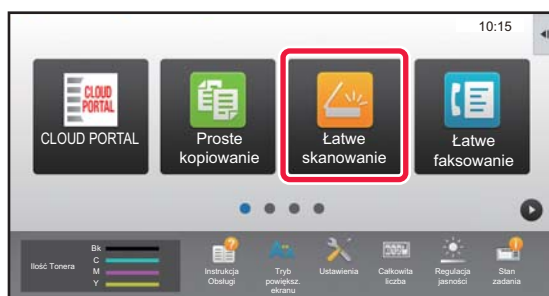 10:15
CLOUD
PORTAL
CLOUD PORTAL
Proste
kopiowanie
Łatwe
skanowanie
Łatwe
faksowanie
Ilość Tonera
Bk
C
M
Y
Instrukcja
Obsługi
Tryb
powiększ.
ekranu
Ustawienia
Całkowita
liczba
Regulacja
jasności
Stan
zadania